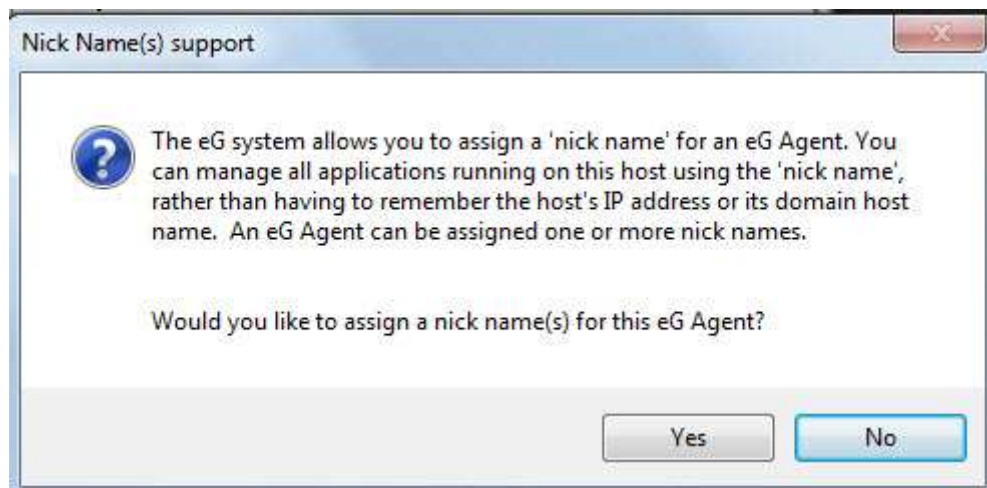 Nick Name(s) support
The eG system allows you to assign a 'nick name' for an eG Agent. You
can manage all applications running on this host using the 'nick name',
rather than having to remember the host's IP address or its domain host
name.  An eG Agent can be assigned one or more nick names.
Would you like to assign a nick name(s) for this eG Agent?
Yes No